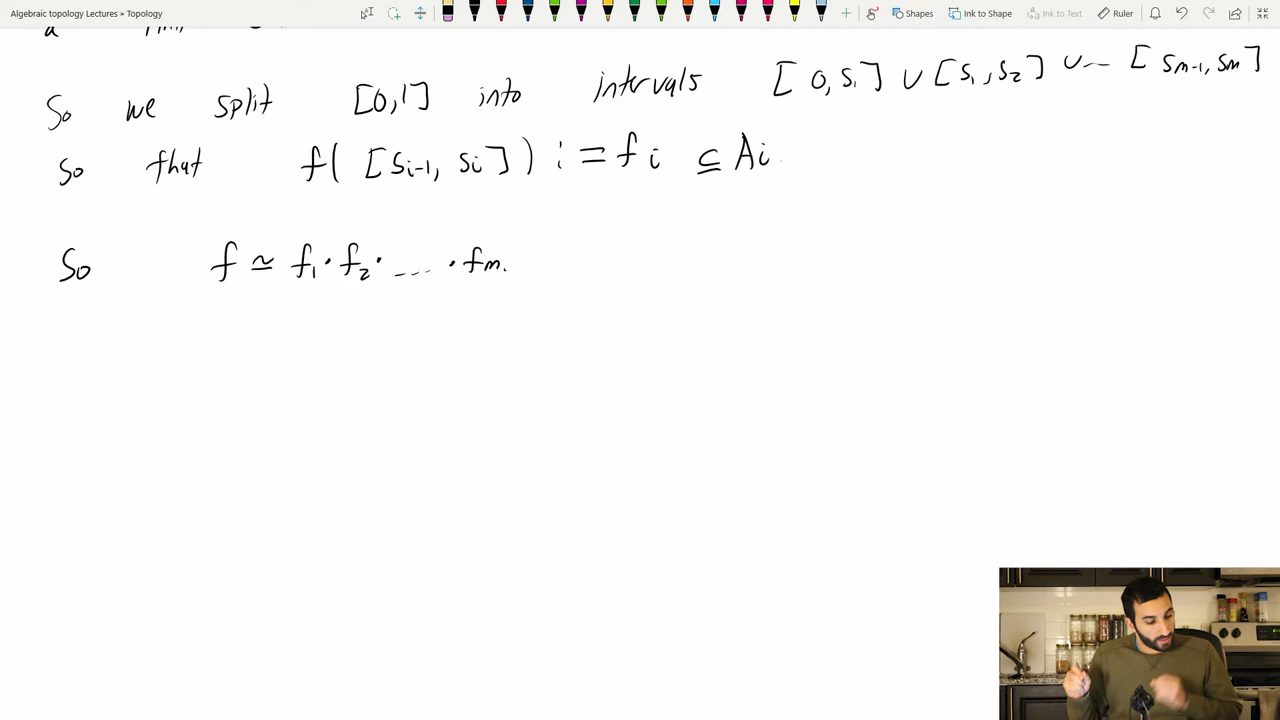 Algebraic topology Lectures = Topology
Shapes Ink to Shape Ink to Text Ruler
So we split [0,1] into intervals [0,s₁] ∪ [s₁,s₂] ∪ ... [sₘ₋₁,sₘ]
So that f([sᵢ₋₁, sᵢ]) := fᵢ ⊆ Aᵢ
So f ≃ f₁·f₂· .... ·fₘ.